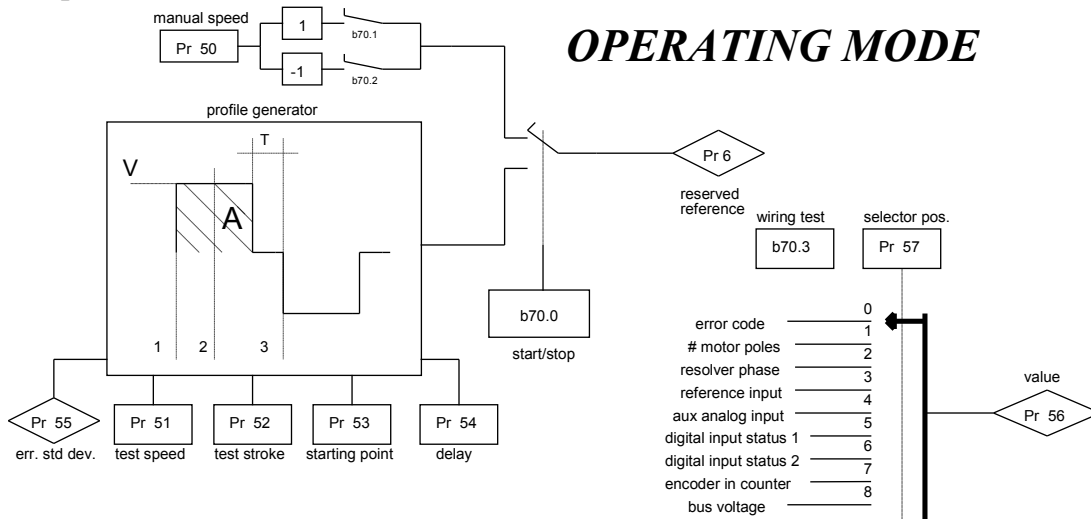 manual speed
Pr 50
1
b70.1
-1
b70.2
OPERATING MODE
profile generator
T
V
A
1 2 3
Pr 6
reserved
reference
b70.0
start/stop
Pr 55
err. std dev.
Pr 51
test speed
Pr 52
test stroke
Pr 53
starting point
Pr 54
delay
wiring test
b70.3
selector pos.
Pr 57
0
error code
1
# motor poles
2
resolver phase
3
reference input
4
aux analog input
5
digital input status 1
6
digital input status 2
7
encoder in counter
8
bus voltage
value
Pr 56